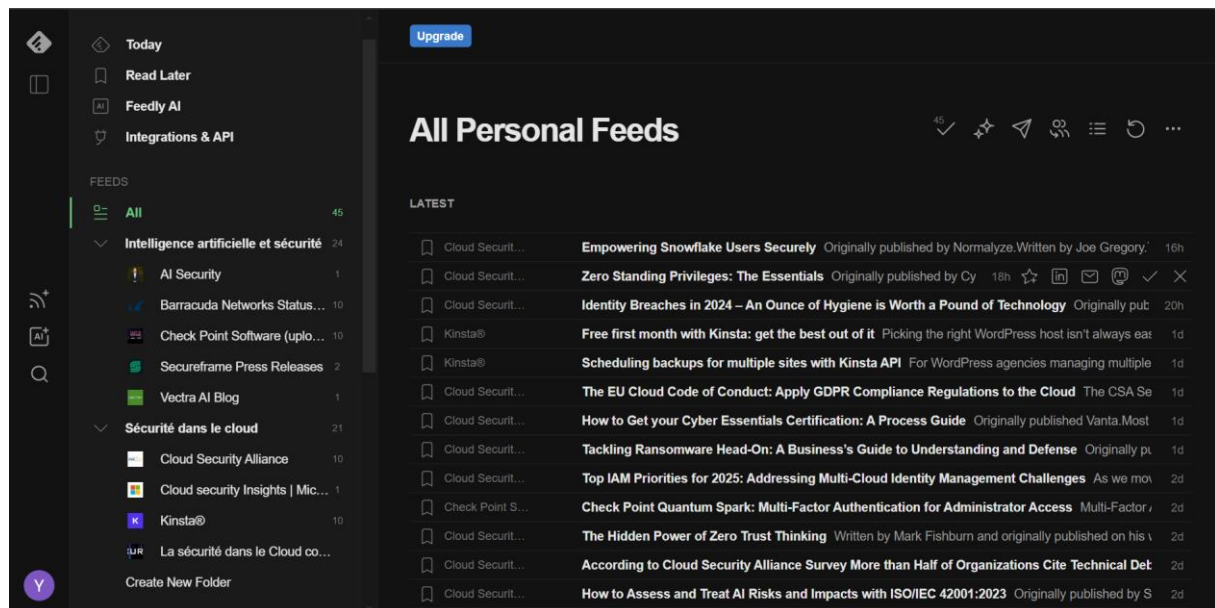 Today
Read Later
AI Feedly AI
Integrations & API
FEEDS
All 45
Intelligence artificielle et sécurité 24
AI Security 1
Barracuda Networks Status... 10
Check Point Software (uplo... 10
Secureframe Press Releases 2
Vectra AI Blog 1
Sécurité dans le cloud 21
Cloud Security Alliance 10
Cloud security Insights | Mic... 1
K Kinsta® 10
La sécurité dans le Cloud co...
Create New Folder
AI
Y
Upgrade
All Personal Feeds
45
LATEST
Cloud Securit... Empowering Snowflake Users Securely Originally published by Normalyze.Written by Joe Gregory. 16h
Cloud Securit... Zero Standing Privileges: The Essentials Originally published by Cy 18h
Cloud Securit... Identity Breaches in 2024 – An Ounce of Hygiene is Worth a Pound of Technology Originally put 20h
Kinsta® Free first month with Kinsta: get the best out of it Picking the right WordPress host isn't always eas 1d
Kinsta® Scheduling backups for multiple sites with Kinsta API For WordPress agencies managing multiple 1d
Cloud Securit... The EU Cloud Code of Conduct: Apply GDPR Compliance Regulations to the Cloud The CSA Se 1d
Cloud Securit... How to Get your Cyber Essentials Certification: A Process Guide Originally published Vanta.Most 1d
Cloud Securit... Tackling Ransomware Head-On: A Business's Guide to Understanding and Defense Originally pu 1d
Cloud Securit... Top IAM Priorities for 2025: Addressing Multi-Cloud Identity Management Challenges As we mov 2d
Check Point S... Check Point Quantum Spark: Multi-Factor Authentication for Administrator Access Multi-Factor 2d
Cloud Securit... The Hidden Power of Zero Trust Thinking Written by Mark Fishburn and originally published on his 2d
Cloud Securit... According to Cloud Security Alliance Survey More than Half of Organizations Cite Technical Det 2d
Cloud Securit... How to Assess and Treat AI Risks and Impacts with ISO/IEC 42001:2023 Originally published by S 2d